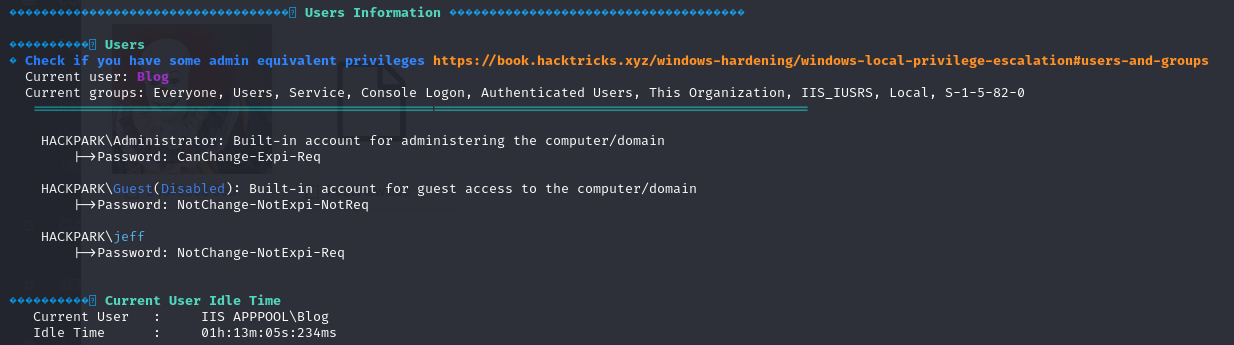 Users Information
Users
Check if you have some admin equivalent privileges https://book.hacktricks.xyz/windows-hardening/windows-local-privilege-escalation#users-and-groups
Current user: Blog
Current groups: Everyone, Users, Service, Console Logon, Authenticated Users, This Organization, IIS_IUSRS, Local, S-1-5-82-0
HACKPARK\Administrator: Built-in account for administering the computer/domain
|->Password: CanChange-Expi-Req
HACKPARK\Guest(Disabled): Built-in account for guest access to the computer/domain
|->Password: NotChange-NotExpi-NotReq
HACKPARK\jeff
|->Password: NotChange-NotExpi-Req
Current User Idle Time
Current User : IIS APPPOOL\Blog
Idle Time : 01h:13m:05s:234ms